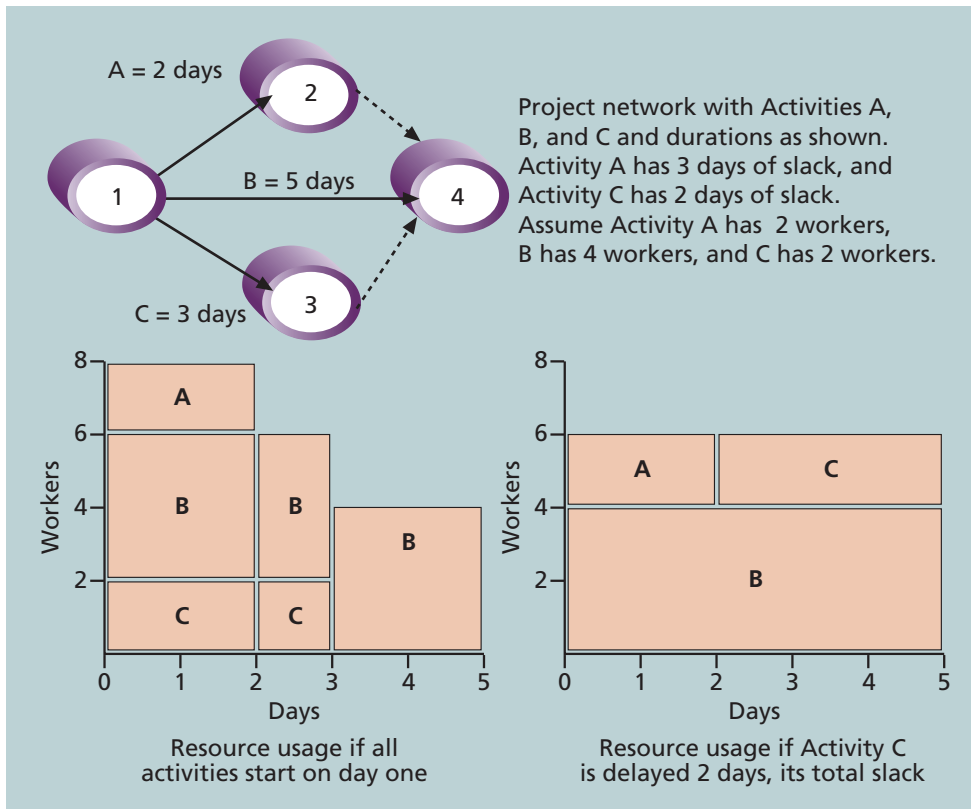 A = 2 days
2
Project network with Activities A,
B, and C and durations as shown.
Activity A has 3 days of slack, and
Activity C has 2 days of slack.
Assume Activity A has 2 workers,
B has 4 workers, and C has 2 workers.
1
B = 5 days
4
C = 3 days
3
8
6
4
2
Workers
A
B
B
B
C
C
0 1 2 3 4 5
Days
Resource usage if all
activities start on day one
8
6
4
2
Workers
A
C
B
0 1 2 3 4 5
Days
Resource usage if Activity C
is delayed 2 days, its total slack